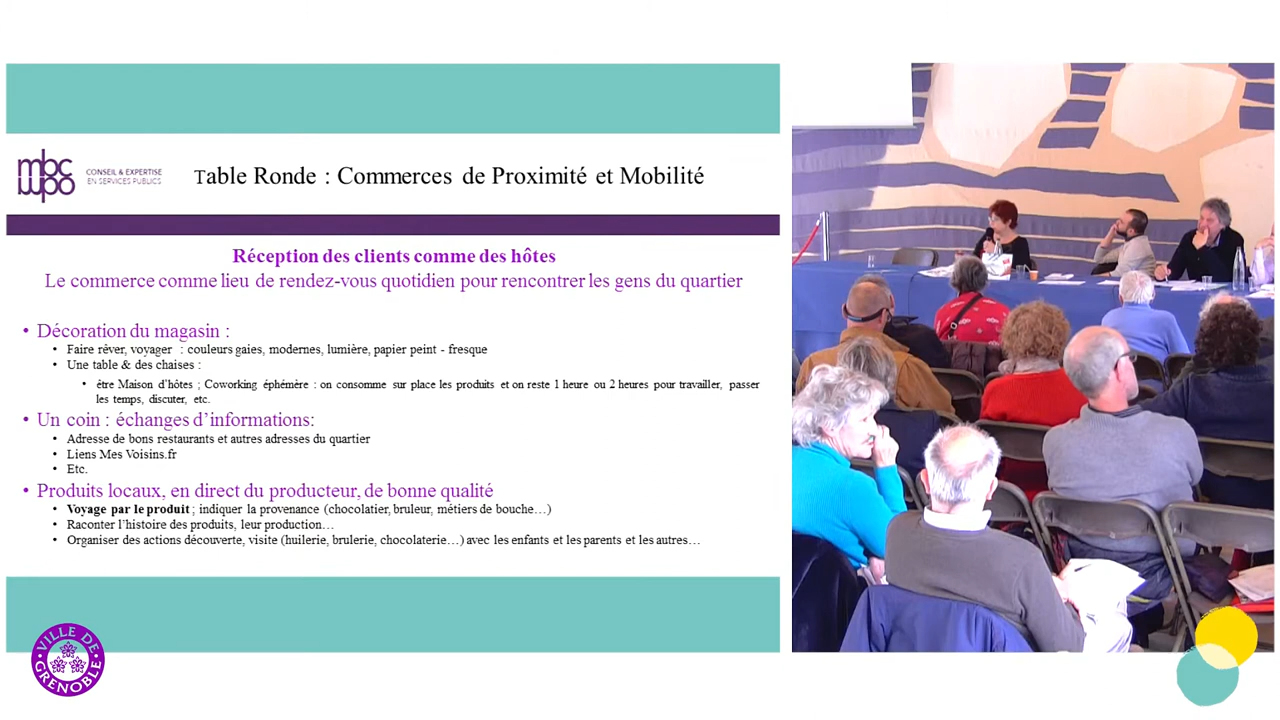 mbc
mpo
CONSEIL & EXPERTISE
EN SERVICES PUBLICS
Table Ronde : Commerces de Proximité et Mobilité
Réception des clients comme des hôtes
Le commerce comme lieu de rendez-vous quotidien pour rencontrer les gens du quartier
• Décoration du magasin :
• Faire rêver, voyager : couleurs gaies, modernes, lumière, papier peint - fresque
• Une table & des chaises :
• être Maison d’hôtes ; Coworking éphémère : on consomme sur place les produits et on reste 1 heure ou 2 heures pour travailler, passer
les temps, discuter, etc.
• Un coin : échanges d’informations:
• Adresse de bons restaurants et autres adresses du quartier
• Liens Mes Voisins.fr
• Etc.
• Produits locaux, en direct du producteur, de bonne qualité
• Voyage par le produit ; indiquer la provenance (chocolatier, bruleur, métiers de bouche…)
• Raconter l’histoire des produits, leur production…
• Organiser des actions découverte, visite (huilerie, brulerie, chocolaterie…) avec les enfants et les parents et les autres…
VILLE DE
GRENOBLE